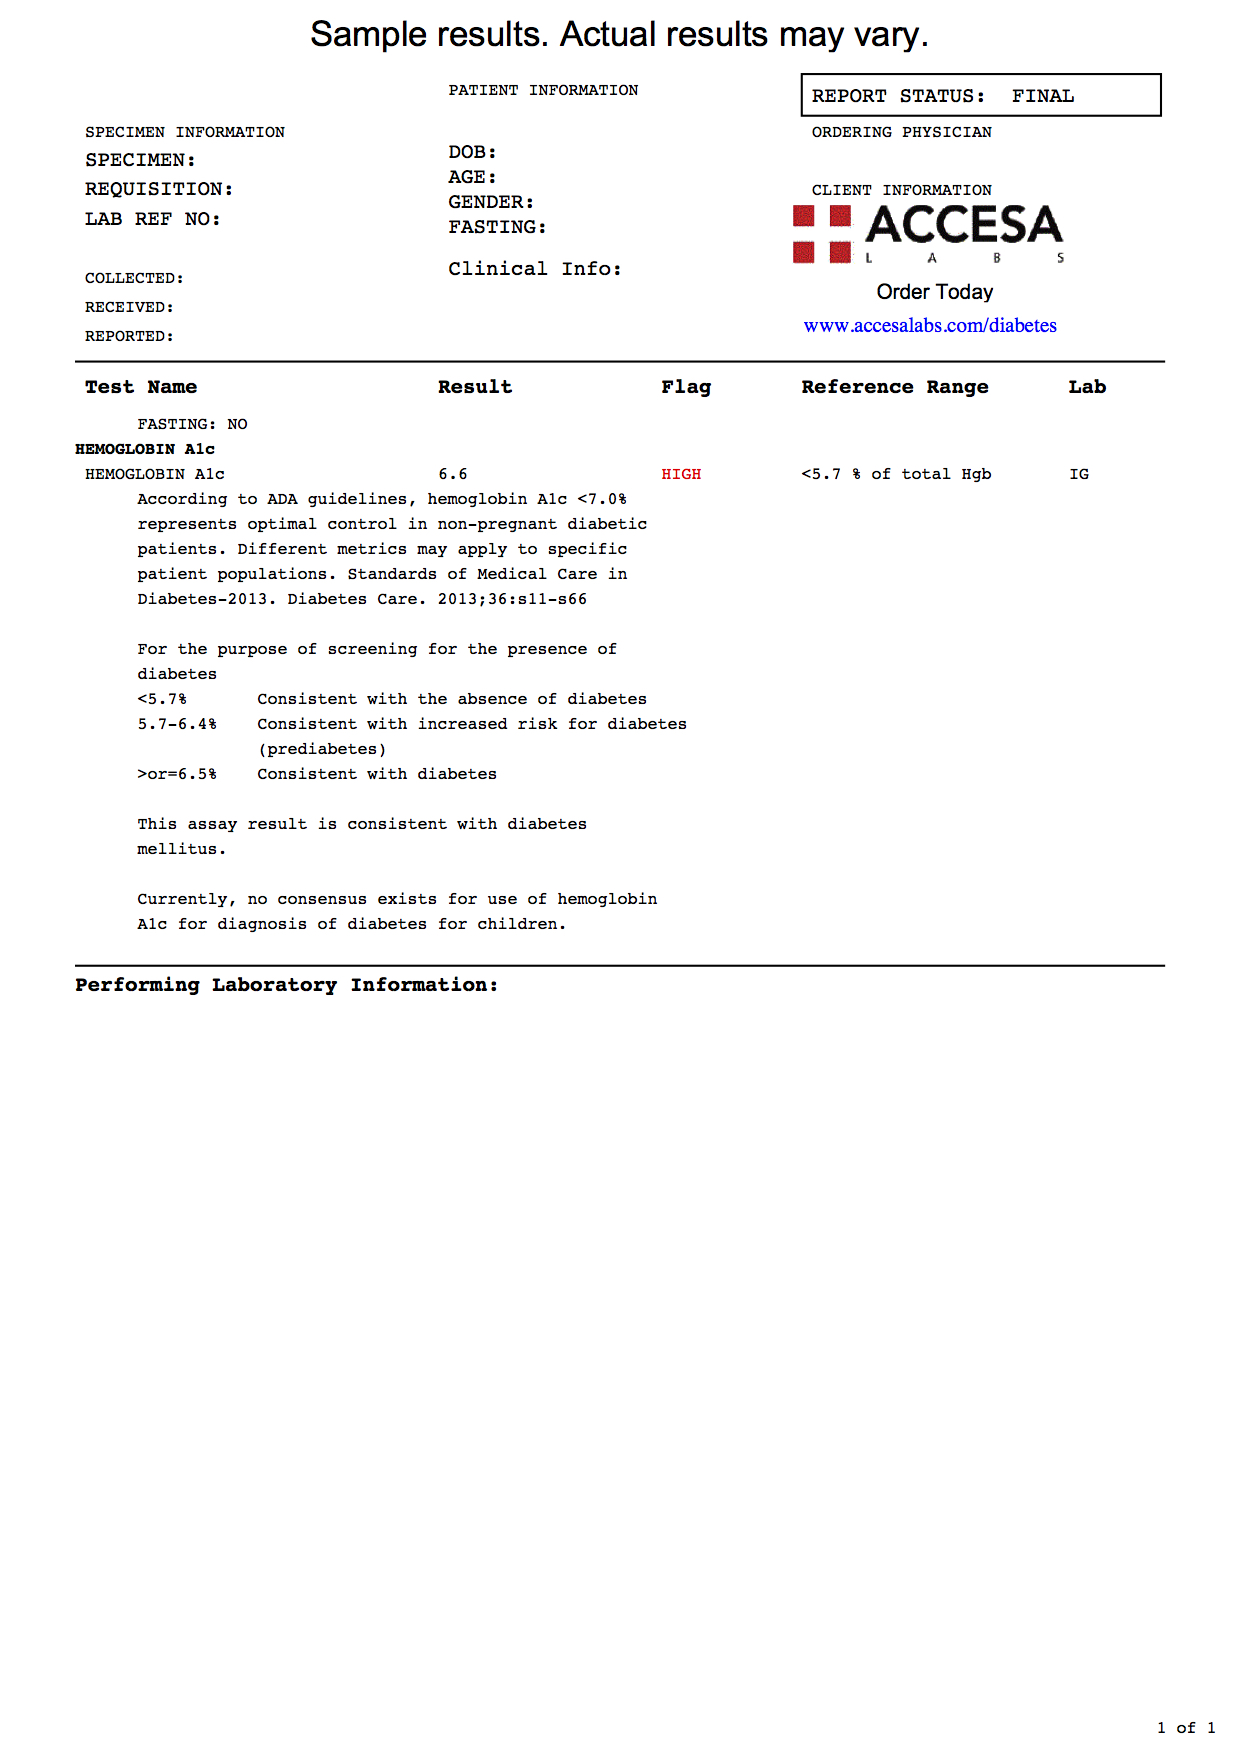 Sample results. Actual results may vary.
PATIENT INFORMATION
REPORT STATUS: FINAL
SPECIMEN INFORMATION
ORDERING PHYSICIAN
SPECIMEN:
DOB:
AGE:
REQUISITION:
CLIENT INFORMATION
GENDER:
LAB REF NO:
FASTING:
ACCESA
LABS
Clinical Info:
COLLECTED:
Order Today
RECEIVED:
www.accesalabs.com/diabetes
REPORTED:
Test Name Result Flag Reference Range Lab
FASTING: NO
HEMOGLOBIN A1c
HEMOGLOBIN A1c 6.6 HIGH <5.7 % of total Hgb IG
According to ADA guidelines, hemoglobin A1c <7.0%
represents optimal control in non-pregnant diabetic
patients. Different metrics may apply to specific
patient populations. Standards of Medical Care in
Diabetes-2013. Diabetes Care. 2013;36:s11-s66
For the purpose of screening for the presence of
diabetes
<5.7% Consistent with the absence of diabetes
5.7-6.4% Consistent with increased risk for diabetes
(prediabetes)
>or=6.5% Consistent with diabetes
This assay result is consistent with diabetes
mellitus.
Currently, no consensus exists for use of hemoglobin
A1c for diagnosis of diabetes for children.
Performing Laboratory Information:
1 of 1